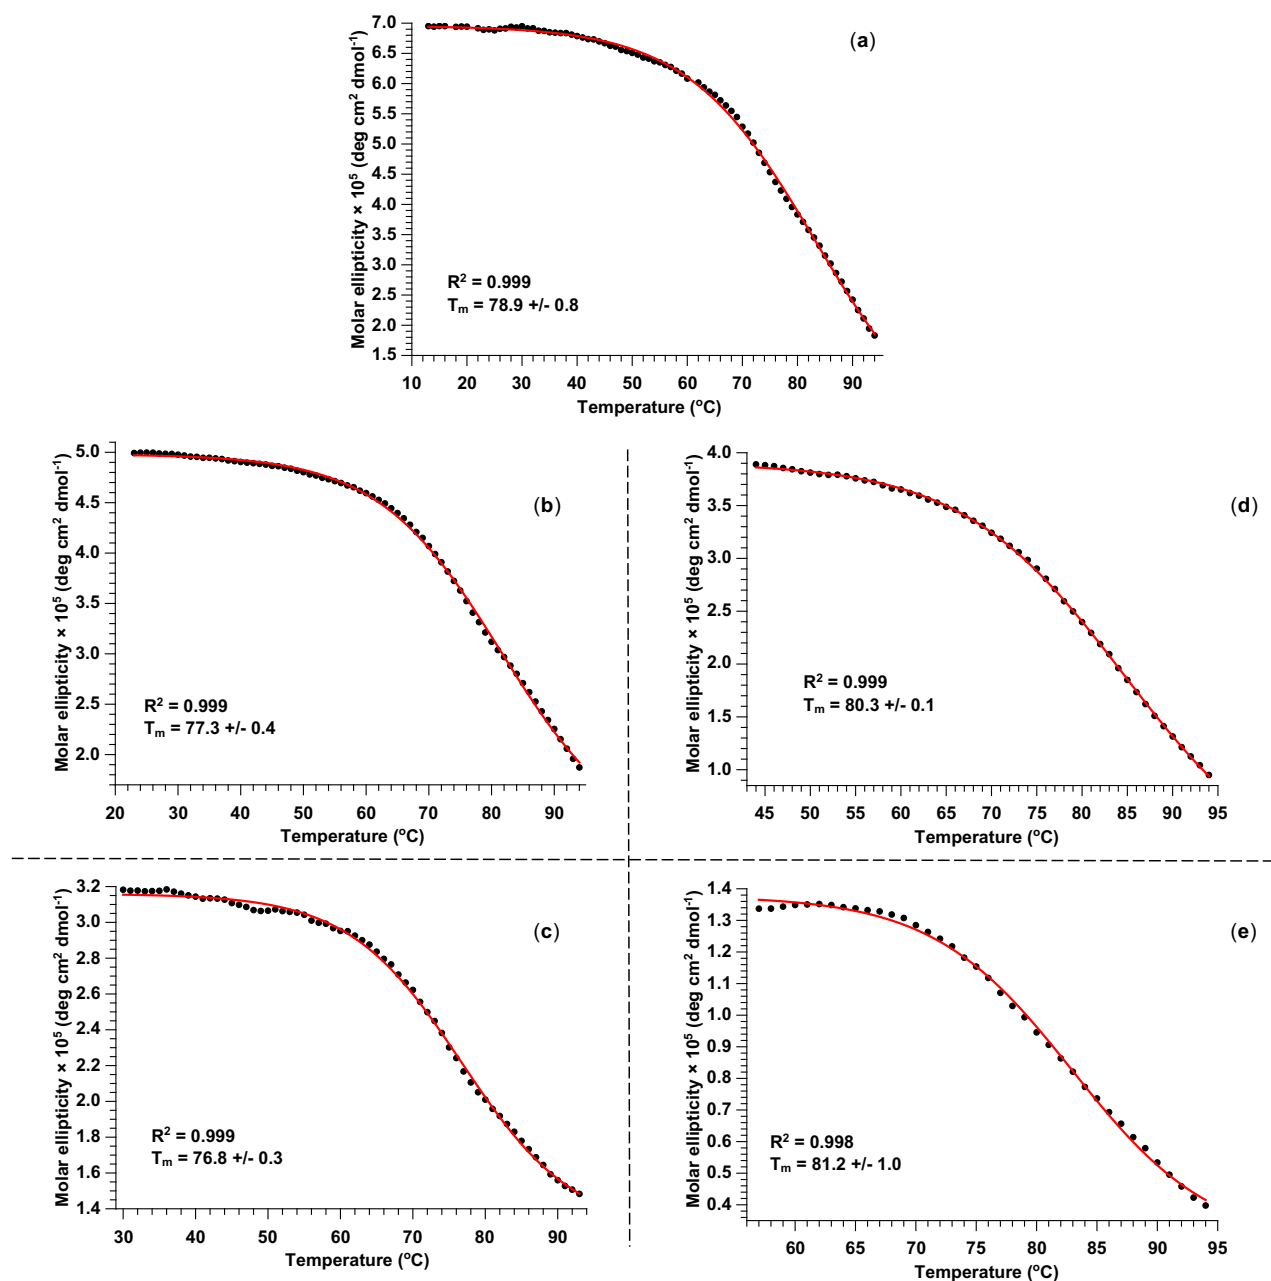 (a)
Molar ellipticity × 10⁵ (deg cm² dmol⁻¹)
7.0
6.5
6.0
5.5
5.0
4.5
4.0
3.5
3.0
2.5
2.0
1.5
R² = 0.999
Tₘ = 78.9 +/- 0.8
10 20 30 40 50 60 70 80 90
Temperature (°C)
(b)
Molar ellipticity × 10⁵ (deg cm² dmol⁻¹)
5.0
4.5
4.0
3.5
3.0
2.5
2.0
R² = 0.999
Tₘ = 77.3 +/- 0.4
20 30 40 50 60 70 80 90
Temperature (°C)
(d)
Molar ellipticity × 10⁵ (deg cm² dmol⁻¹)
4.0
3.5
3.0
2.5
2.0
1.5
1.0
R² = 0.999
Tₘ = 80.3 +/- 0.1
45 50 55 60 65 70 75 80 85 90 95
Temperature (°C)
(c)
Molar ellipticity × 10⁵ (deg cm² dmol⁻¹)
3.2
3.0
2.8
2.6
2.4
2.2
2.0
1.8
1.6
1.4
R² = 0.999
Tₘ = 76.8 +/- 0.3
30 40 50 60 70 80 90
Temperature (°C)
(e)
Molar ellipticity × 10⁵ (deg cm² dmol⁻¹)
1.4
1.3
1.2
1.1
1.0
0.9
0.8
0.7
0.6
0.5
0.4
R² = 0.998
Tₘ = 81.2 +/- 1.0
60 65 70 75 80 85 90 95
Temperature (°C)